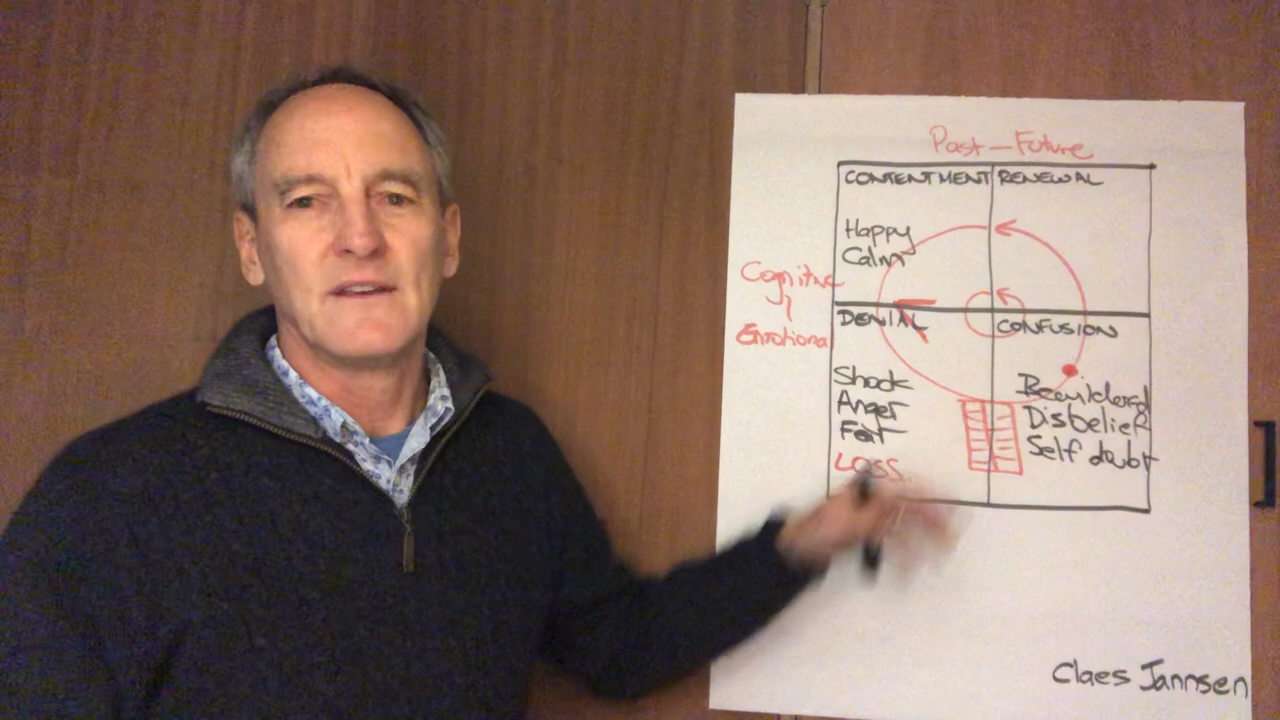 Past – Future
CONTENTMENT RENEWAL
Happy
Calm
Cognitive
&
Emotional
DENIAL CONFUSION
Shock
Anger
Fear
LOSS
Bewildered
Disbelief
Self doubt
Claes Jannsen